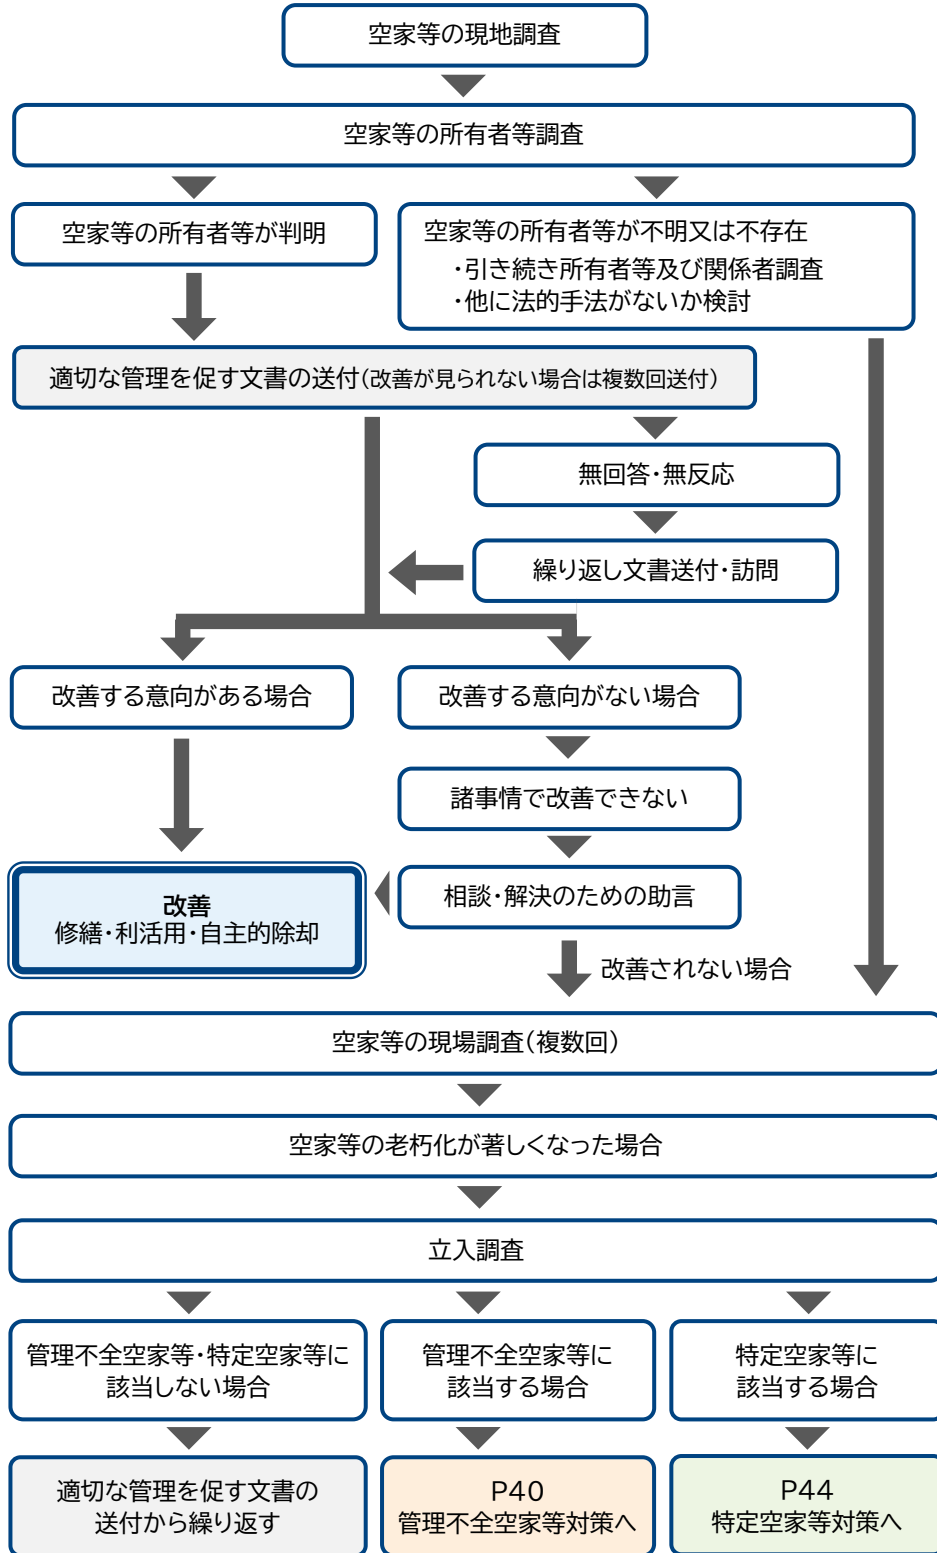 空家等の現地調査
空家等の所有者等調査
空家等の所有者等が判明
空家等の所有者等が不明又は不存在
・引き続き所有者等及び関係者調査
・他に法的手法がないか検討
適切な管理を促す文書の送付（改善が見られない場合は複数回送付）
無回答・無反応
繰り返し文書送付・訪問
改善する意向がある場合
改善する意向がない場合
諸事情で改善できない
相談・解決のための助言
改善
修繕・利活用・自主的除却
改善されない場合
空家等の現場調査（複数回）
空家等の老朽化が著しくなった場合
立入調査
管理不全空家等・特定空家等に
該当しない場合
管理不全空家等に
該当する場合
特定空家等に
該当する場合
適切な管理を促す文書の
送付から繰り返す
P40
管理不全空家等対策へ
P44
特定空家等対策へ